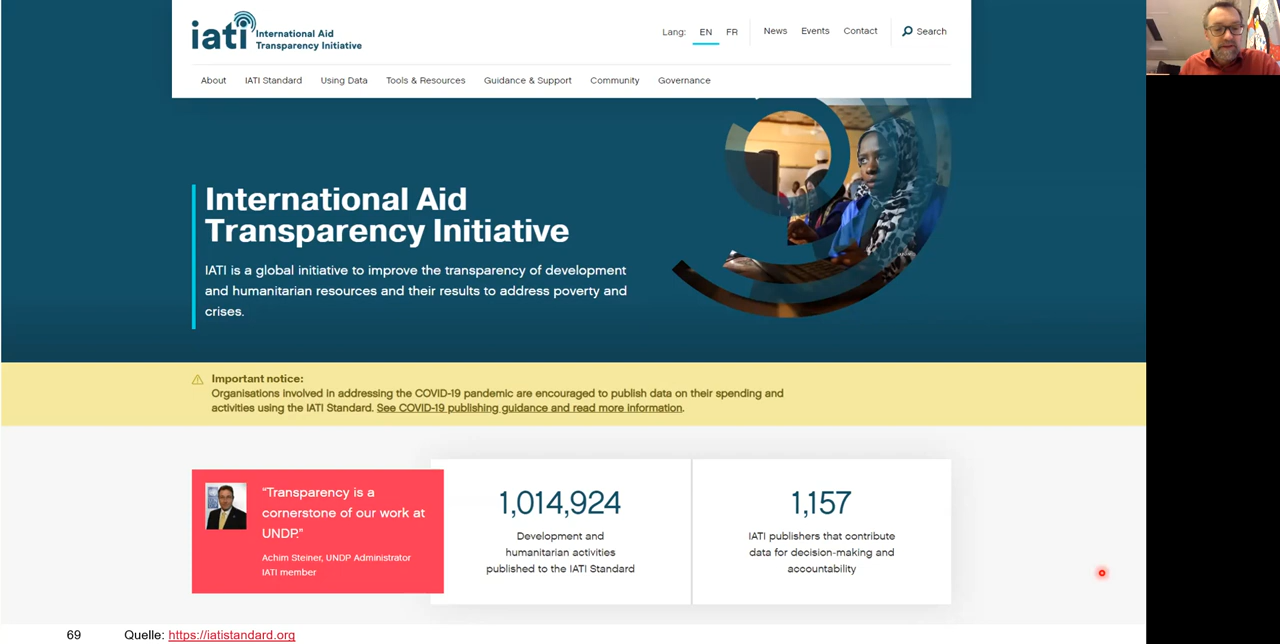 iati International Aid
Transparency Initiative
Lang: EN FR News Events Contact Search
About IATI Standard Using Data Tools & Resources Guidance & Support Community Governance
International Aid
Transparency Initiative
IATI is a global initiative to improve the transparency of development
and humanitarian resources and their results to address poverty and
crises.
Important notice:
Organisations involved in addressing the COVID-19 pandemic are encouraged to publish data on their spending and
activities using the IATI Standard. See COVID-19 publishing guidance and read more information.
“Transparency is a
cornerstone of our work at
UNDP.”
Achim Steiner, UNDP Administrator
IATI member
1,014,924
Development and
humanitarian activities
published to the IATI Standard
1,157
IATI publishers that contribute
data for decision-making and
accountability
69 Quelle: https://iatistandard.org